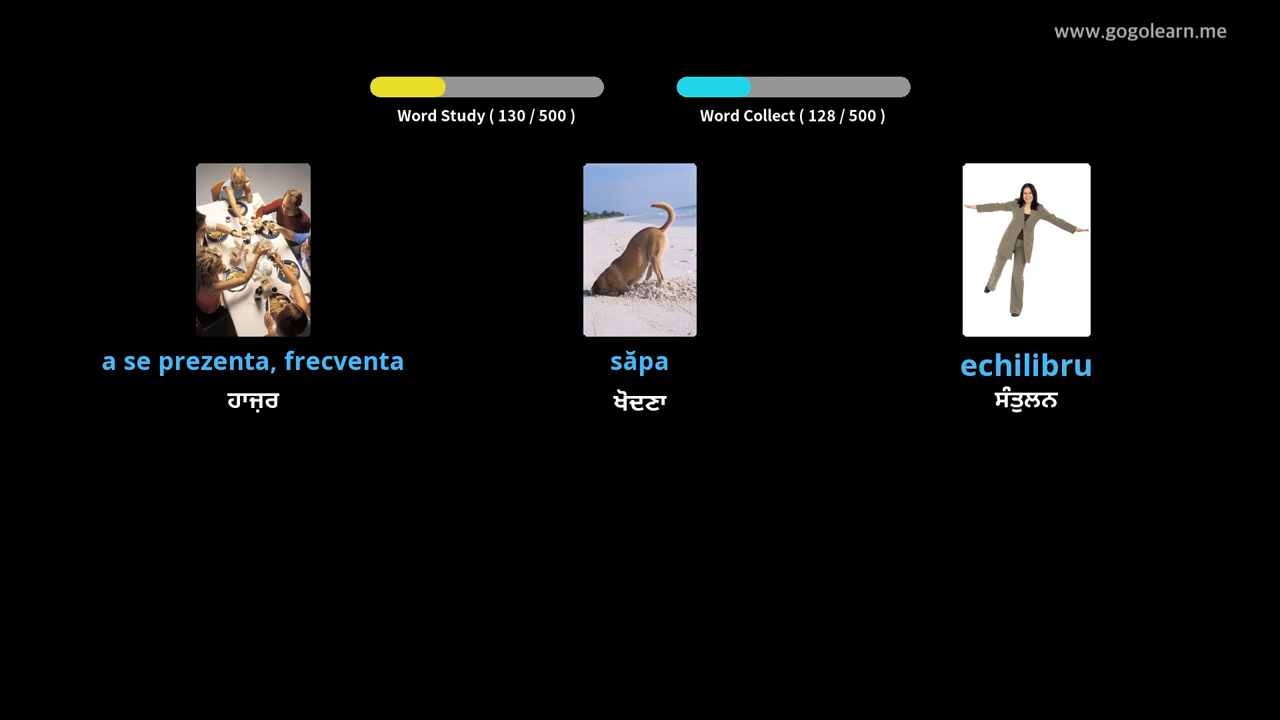 www.gogolearn.me
Word Study ( 130 / 500 )
Word Collect ( 128 / 500 )
a se prezenta, frecventa
săpa
echilibru
ਹਾਜ਼ਰ
ਖੋਦਣਾ
ਸੰਤੁਲਨ